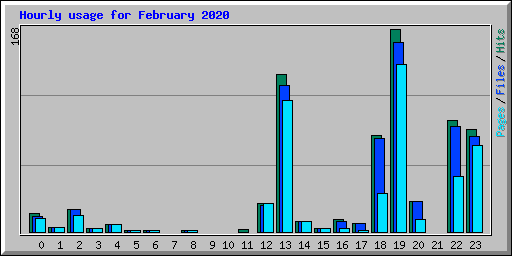 Hourly usage for February 2020
168
Pages/Files/Hits
0 1 2 3 4 5 6 7 8 9 10 11 12 13 14 15 16 17 18 19 20 21 22 23